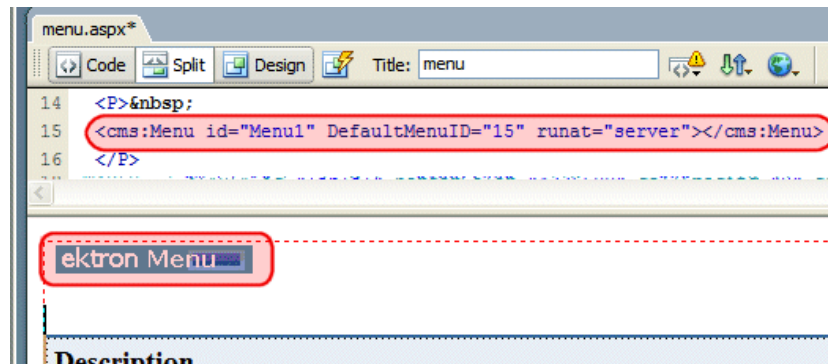 menu.aspx*
Code Split Design Title: menu
14 <P>&nbsp;
15 <cms:Menu id="Menu1" DefaultMenuID="15" runat="server"></cms:Menu>
16 </P>
ektron Menu
Description